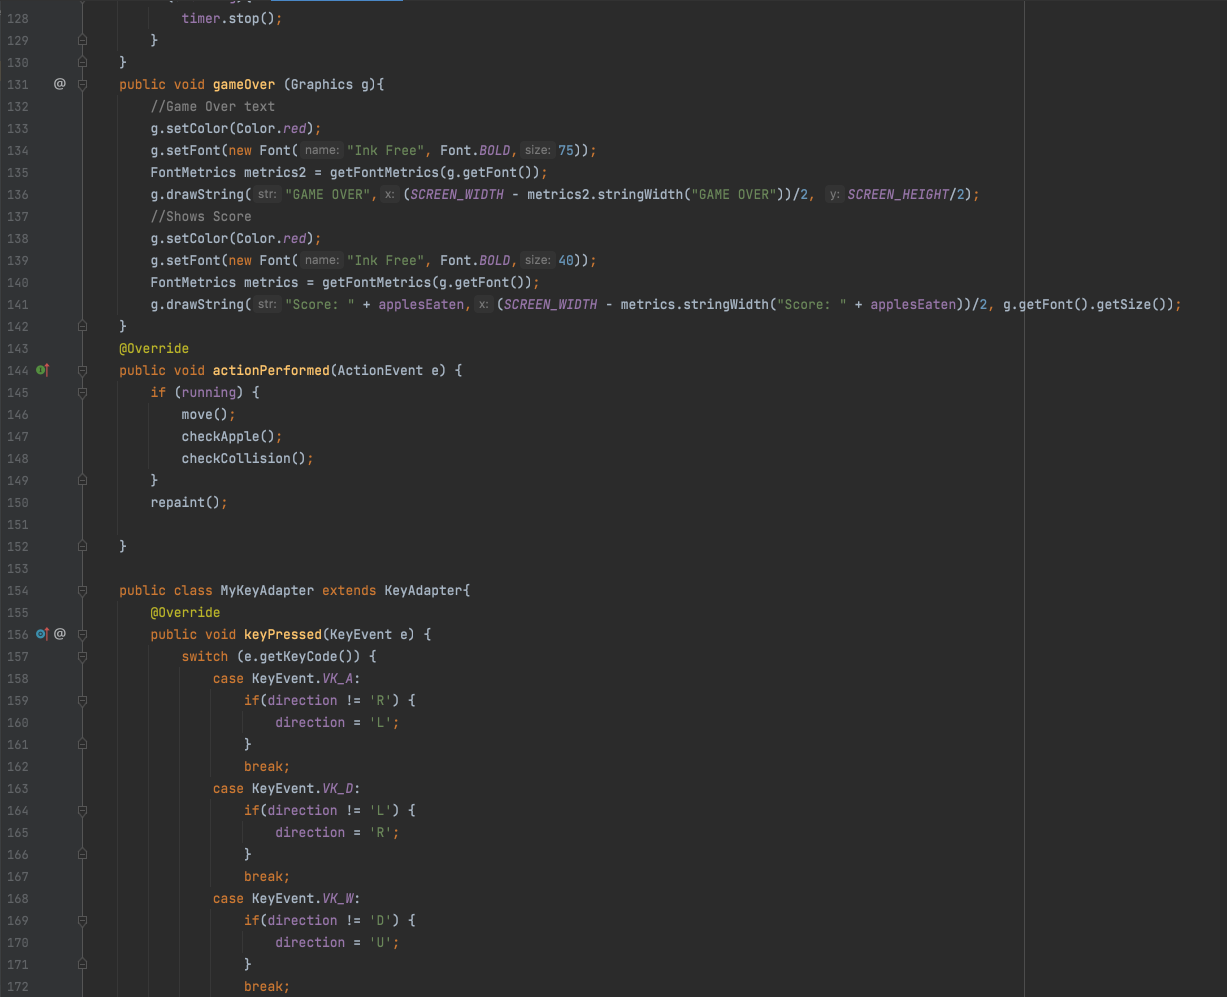 128 timer.stop();
129 }
130 }
131 @ public void gameOver (Graphics g){
132 //Game Over text
133 g.setColor(Color.red);
134 g.setFont(new Font( name: "Ink Free", Font.BOLD, size: 75));
135 FontMetrics metrics2 = getFontMetrics(g.getFont());
136 g.drawString( str: "GAME OVER", x: (SCREEN_WIDTH - metrics2.stringWidth("GAME OVER"))/2, y: SCREEN_HEIGHT/2);
137 //Shows Score
138 g.setColor(Color.red);
139 g.setFont(new Font( name: "Ink Free", Font.BOLD, size: 40));
140 FontMetrics metrics = getFontMetrics(g.getFont());
141 g.drawString( str: "Score: " + applesEaten, x: (SCREEN_WIDTH - metrics.stringWidth("Score: " + applesEaten))/2, g.getFont().getSize());
142 }
143 @Override
144 public void actionPerformed(ActionEvent e) {
145 if (running) {
146 move();
147 checkApple();
148 checkCollision();
149 }
150 repaint();
151
152 }
153
154 public class MyKeyAdapter extends KeyAdapter{
155 @Override
156 @ public void keyPressed(KeyEvent e) {
157 switch (e.getKeyCode()) {
158 case KeyEvent.VK_A:
159 if(direction != 'R') {
160 direction = 'L';
161 }
162 break;
163 case KeyEvent.VK_D:
164 if(direction != 'L') {
165 direction = 'R';
166 }
167 break;
168 case KeyEvent.VK_W:
169 if(direction != 'D') {
170 direction = 'U';
171 }
172 break;